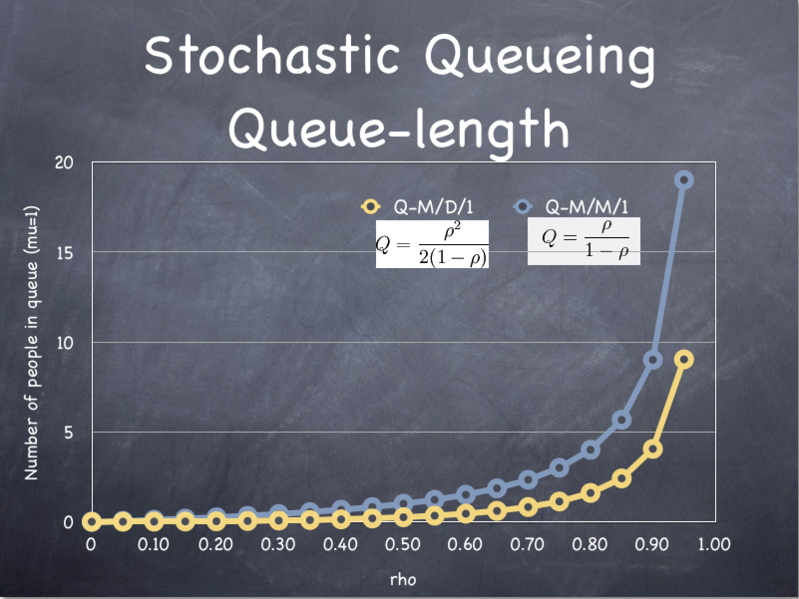 Stochastic Queueing
Queue-length
Number of people in queue (mu=1)
20
15
10
5
0
Q-M/D/1
Q = ρ² / 2(1 − ρ)
Q-M/M/1
Q = ρ / 1 − ρ
0 0.10 0.20 0.30 0.40 0.50 0.60 0.70 0.80 0.90 1.00
rho